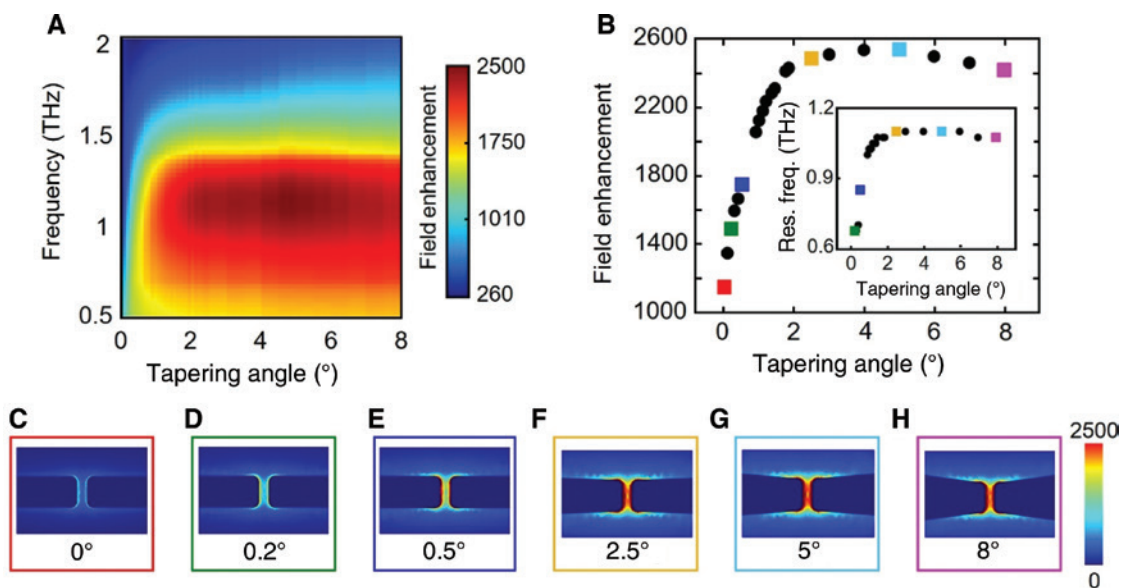 A
2
1.5
1
0.5
Frequency (THz)
0 2 4 6 8
Tapering angle (°)
2500
1750
1010
260
Field enhancement
B
2600
2200
1800
1400
1000
Field enhancement
0 2 4 6 8
Tapering angle (°)
1.2
0.9
0.6
Res. freq. (THz)
0 2 4 6 8
Tapering angle (°)
C D E F G H
0° 0.2° 0.5° 2.5° 5° 8°
2500
0